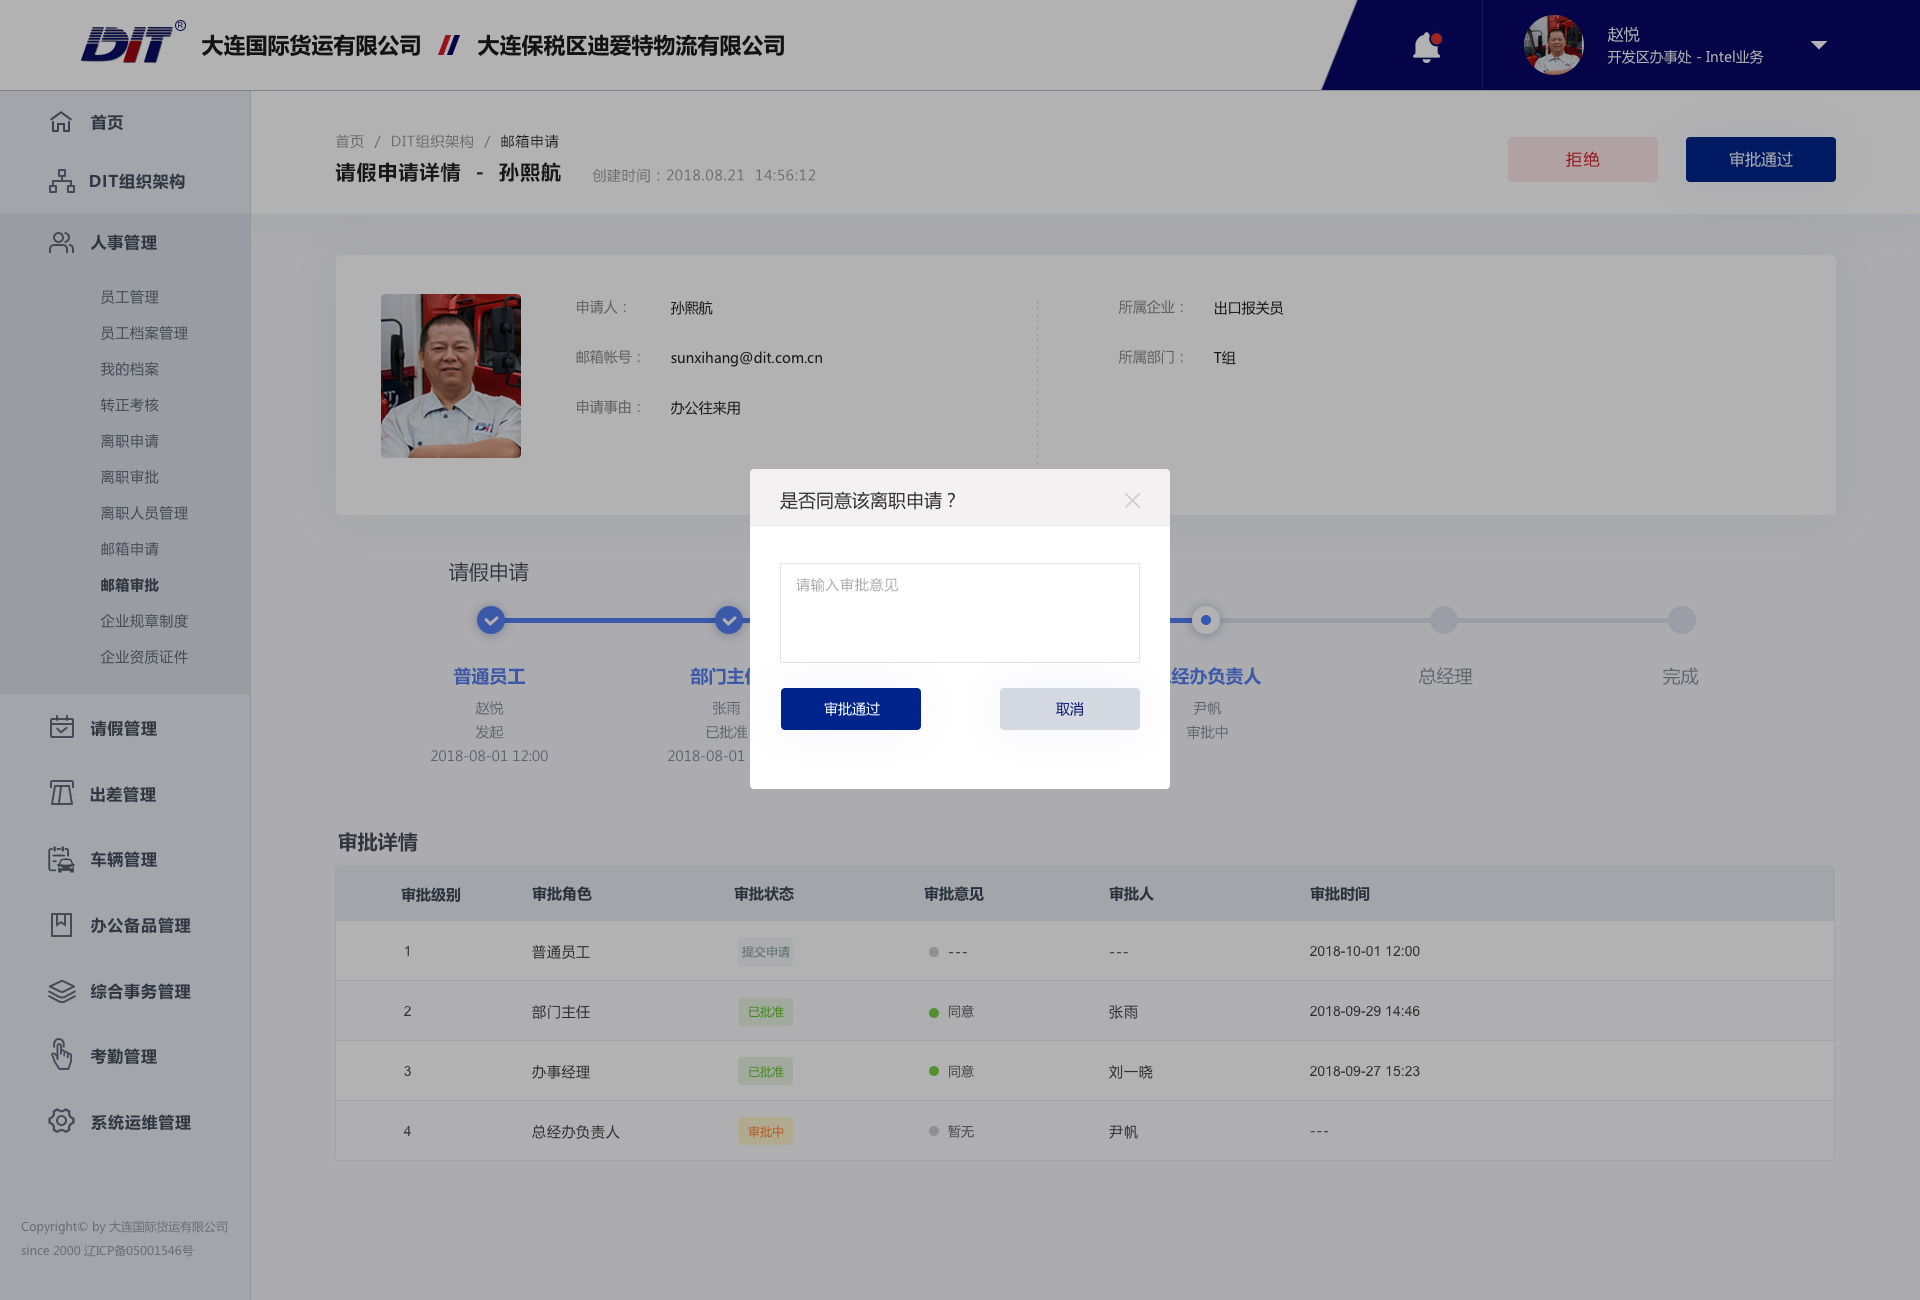 DIT®
大连国际货运有限公司 // 大连保税区迪爱特物流有限公司
赵悦
开发区办事处 - Intel业务
首页
DIT组织架构
人事管理
员工管理
员工档案管理
我的档案
转正考核
离职申请
离职审批
离职人员管理
邮箱申请
邮箱审批
企业规章制度
企业资质证件
请假管理
出差管理
车辆管理
办公备品管理
综合事务管理
考勤管理
系统运维管理
Copyright© by 大连国际货运有限公司
since 2000 辽ICP备05001546号
首页 / DIT组织架构 / 邮箱申请
请假申请详情 - 孙熙航 创建时间：2018.08.21 14:56:12
拒绝 审批通过
申请人： 孙熙航 所属企业： 出口报关员
邮箱帐号： sunxihang@dit.com.cn 所属部门： T组
申请事由： 办公往来用
DIT
是否同意该离职申请？
请输入审批意见
审批通过 取消
请假申请
普通员工 部门主任 经办负责人 总经理 完成
赵悦 张雨 尹帆
发起 已批准 审批中
2018-08-01 12:00 2018-08-01
审批详情
审批级别 审批角色 审批状态 审批意见 审批人 审批时间
1 普通员工 提交申请 --- --- 2018-10-01 12:00
2 部门主任 已批准 同意 张雨 2018-09-29 14:46
3 办事经理 已批准 同意 刘一晓 2018-09-27 15:23
4 总经办负责人 审批中 暂无 尹帆 ---